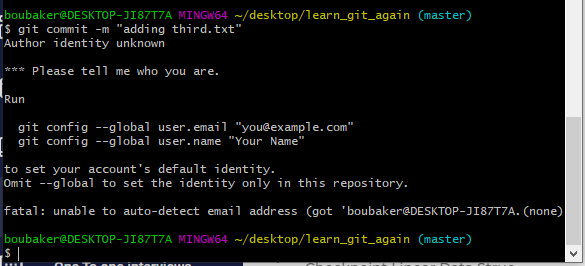 boubaker@DESKTOP-JI87T7A MINGW64 ~/desktop/learn_git_again (master)
$ git commit -m "adding third.txt"
Author identity unknown
*** Please tell me who you are.
Run
git config --global user.email "you@example.com"
git config --global user.name "Your Name"
to set your account's default identity.
Omit --global to set the identity only in this repository.
fatal: unable to auto-detect email address (got 'boubaker@DESKTOP-JI87T7A.(none)
boubaker@DESKTOP-JI87T7A MINGW64 ~/desktop/learn_git_again (master)
$